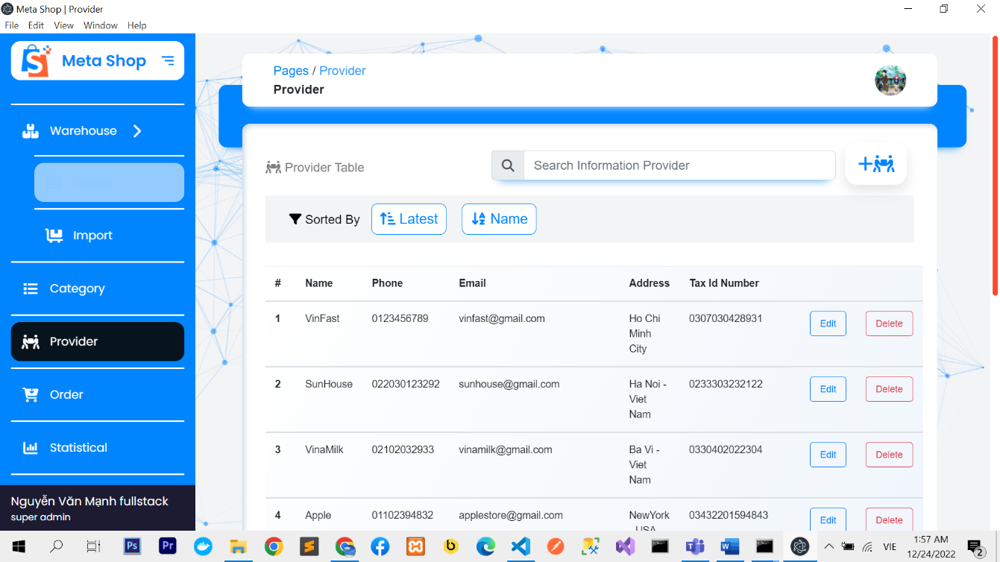 Meta Shop | Provider
File Edit View Window Help
Meta Shop
Pages / Provider
Provider
Warehouse
Import
Category
Provider
Order
Statistical
Nguyễn Văn Mạnh fullstack
super admin
Provider Table
Search Information Provider
Sorted By Latest Name
# Name Phone Email Address Tax Id Number
1 VinFast 0123456789 vinfast@gmail.com Ho Chi 0307030428931 Edit Delete
Minh
City
2 SunHouse 022030123292 sunhouse@gmail.com Ha Noi - 0233303232122 Edit Delete
Viet
Nam
3 VinaMilk 02102032933 vinamilk@gmail.com Ba Vi - 0330402022304 Edit Delete
Viet
Nam
4 Apple 01102394832 applestore@gmail.com NewYork 03432201594843 Edit Delete
- USA
Ps Pr VIE 1:57 AM
12/24/2022 2